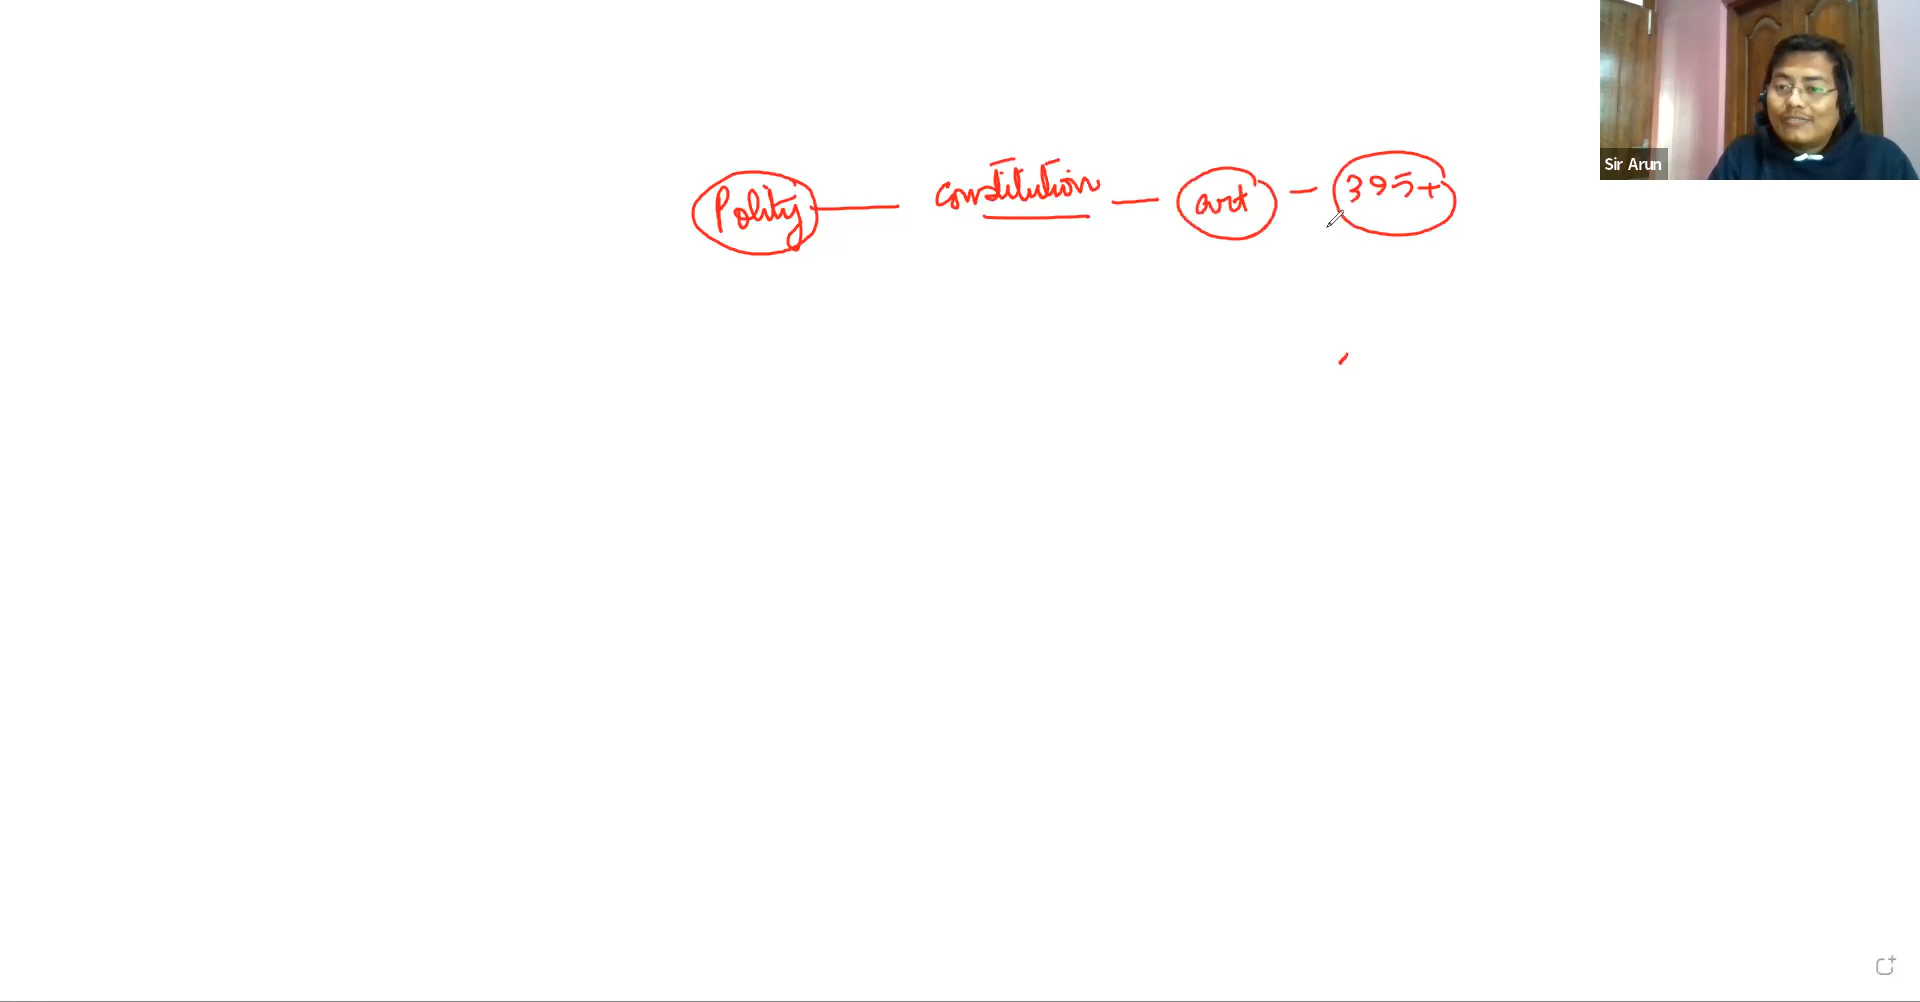 Sir Arun
Polity — constitution — art — 395+